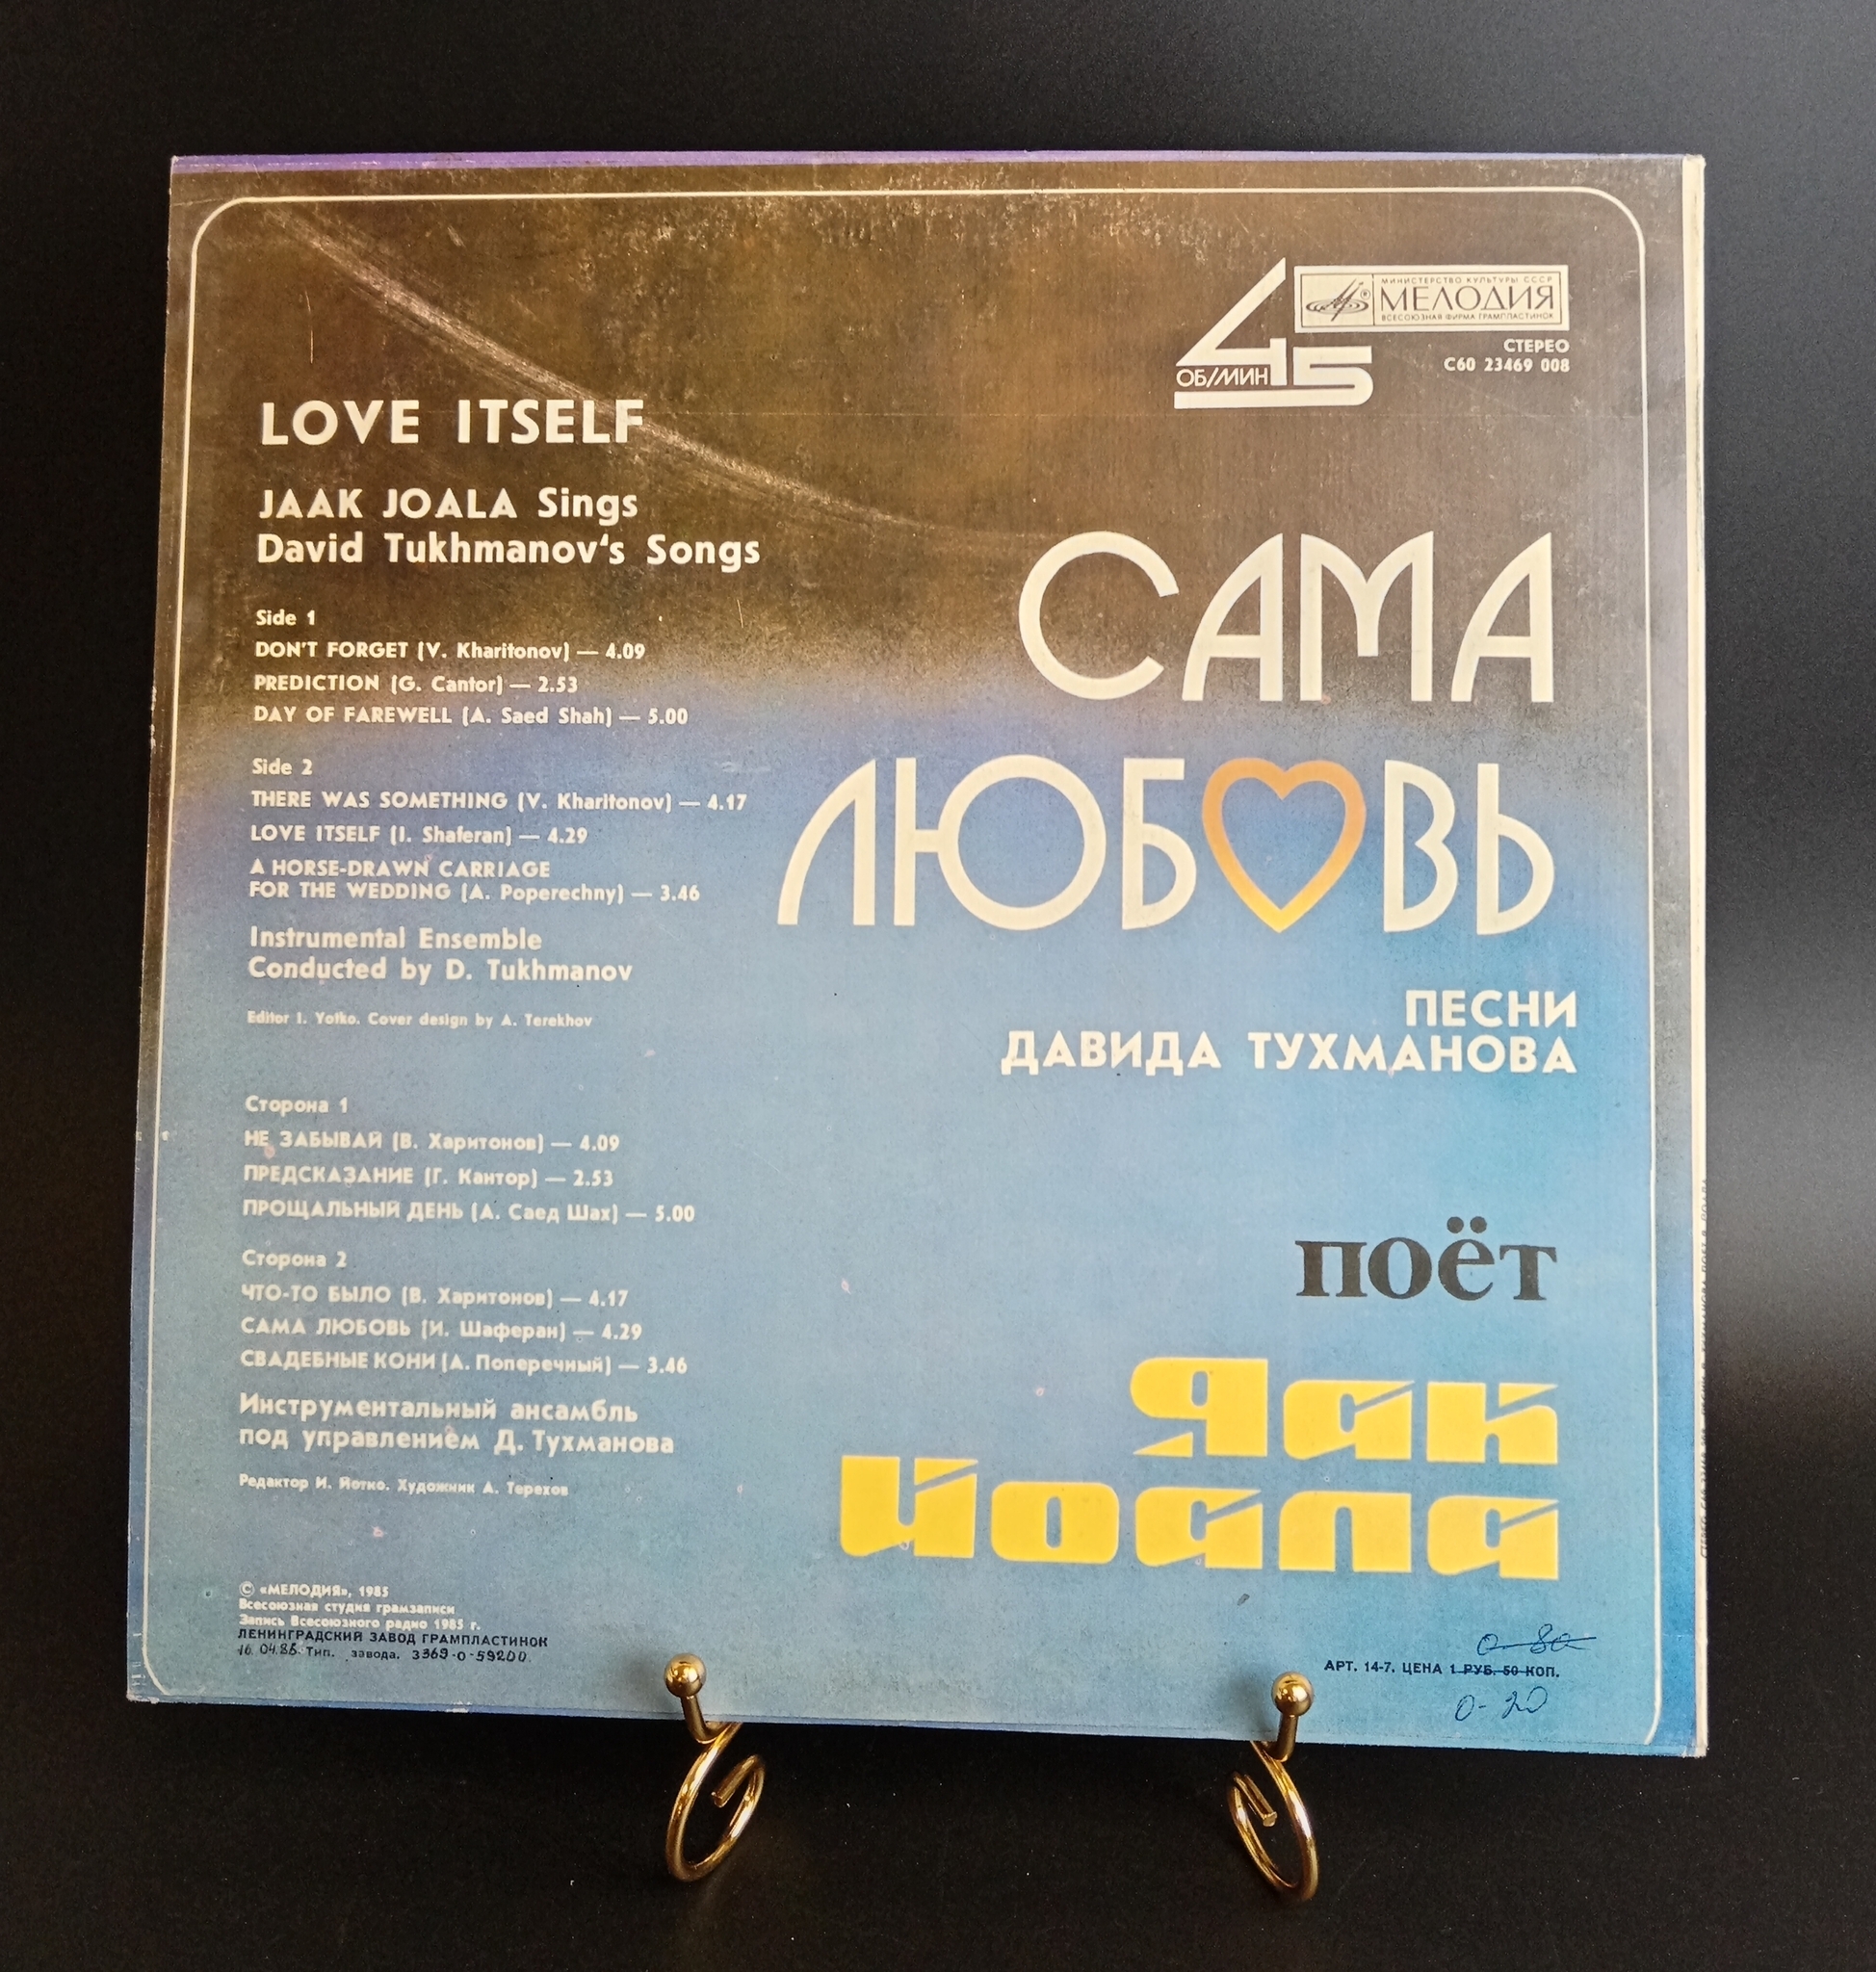 МИНИСТЕРСТВО КУЛЬТУРЫ СССР
МЕЛОДИЯ
ВСЕСОЮЗНАЯ ФИРМА ГРАМПЛАСТИНОК
45
ОБ/МИН
СТЕРЕО
С60 23469 008
LOVE ITSELF
JAAK JOALA Sings
David Tukhmanov's Songs
Side 1
DON'T FORGET (V. Kharitonov) — 4.09
PREDICTION (G. Cantor) — 2.53
DAY OF FAREWELL (A. Saed Shah) — 5.00
Side 2
THERE WAS SOMETHING (V. Kharitonov) — 4.17
LOVE ITSELF (I. Shaferan) — 4.29
A HORSE-DRAWN CARRIAGE
FOR THE WEDDING (A. Poperechny) — 3.46
Instrumental Ensemble
Conducted by D. Tukhmanov
Editor I. Yotko. Cover design by A. Terekhov
Сторона 1
НЕ ЗАБЫВАЙ (В. Харитонов) — 4.09
ПРЕДСКАЗАНИЕ (Г. Кантор) — 2.53
ПРОЩАЛЬНЫЙ ДЕНЬ (А. Саед Шах) — 5.00
Сторона 2
ЧТО-ТО БЫЛО (В. Харитонов) — 4.17
САМА ЛЮБОВЬ (И. Шаферан) — 4.29
СВАДЕБНЫЕ КОНИ (А. Поперечный) — 3.46
Инструментальный ансамбль
под управлением Д. Тухманова
Редактор И. Йотко. Художник А. Терехов
© «МЕЛОДИЯ», 1985
Всесоюзная студия грамзаписи
Запись Всесоюзного радио 1985 г.
ЛЕНИНГРАДСКИЙ ЗАВОД ГРАМПЛАСТИНОК
Тип. завода. З 369-0-59200.
САМА
ЛЮБОВЬ
ПЕСНИ
ДАВИДА ТУХМАНОВА
ПОЁТ
Яак
Йоала
0-80
АРТ. 14-7. ЦЕНА 1 РУБ. 50 КОП.
0-20